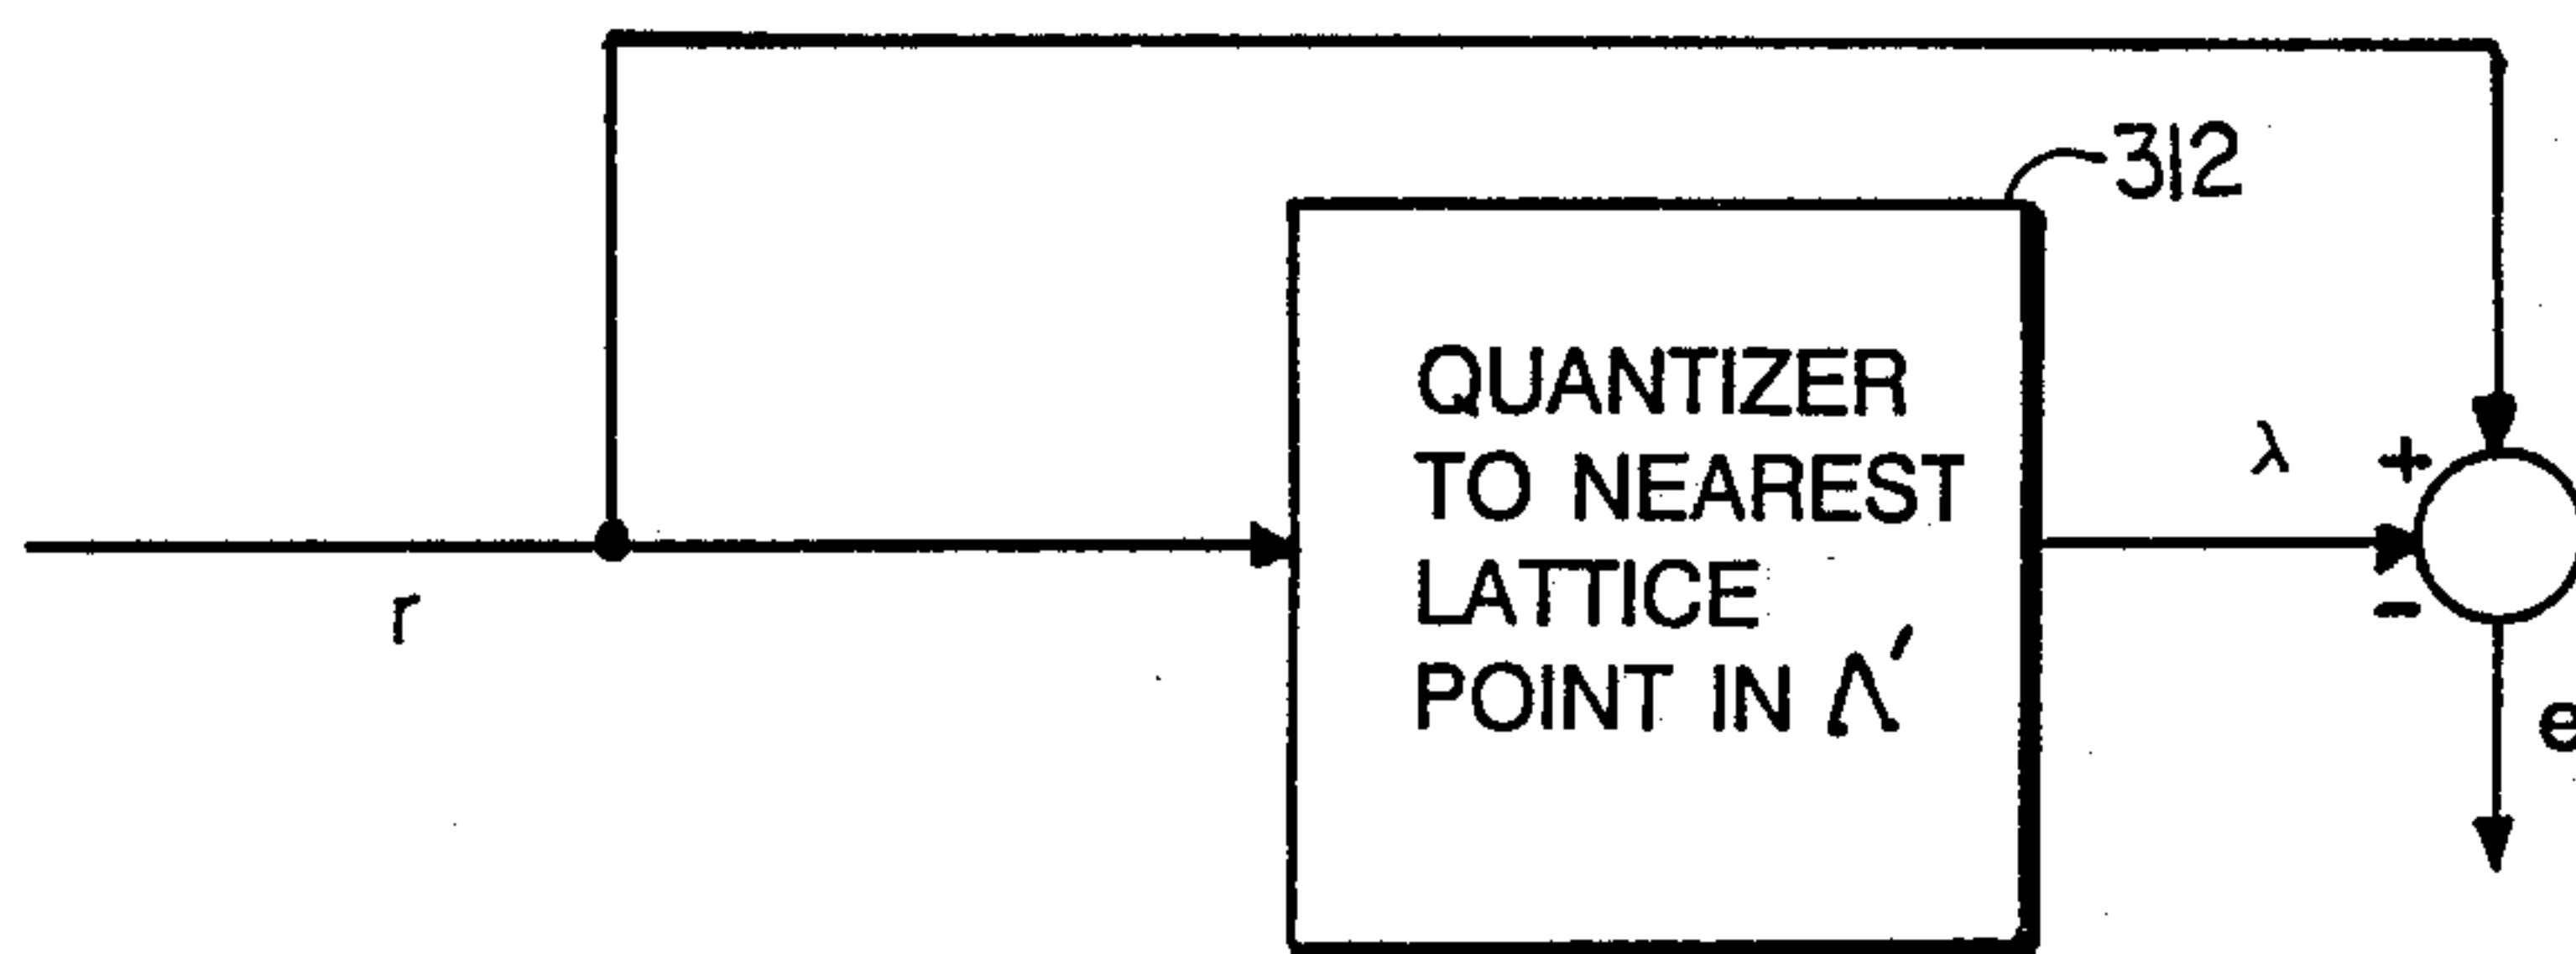 312
QUANTIZER
TO NEAREST
LATTICE
POINT IN Λ′
λ
+
−
r
e